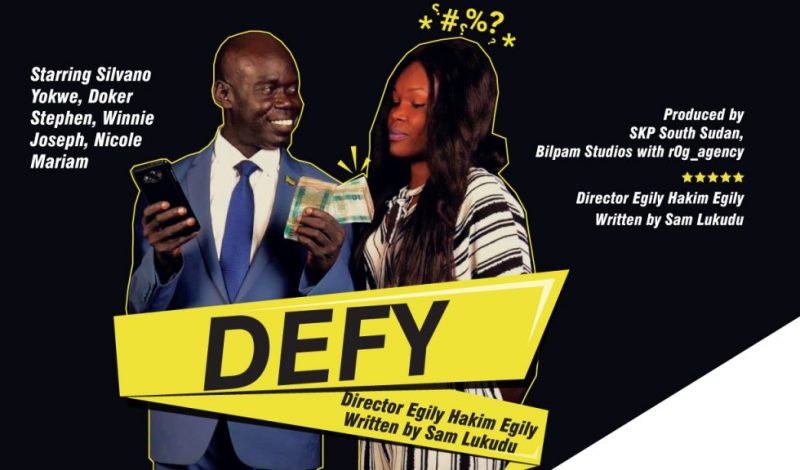 *?#?%??*
Starring Silvano
Yokwe, Doker
Stephen, Winnie
Joseph, Nicole
Mariam
Produced by
SKP South Sudan,
Bilpam Studios with r0g_agency
Director Egily Hakim Egily
Written by Sam Lukudu
DEFY
Director Egily Hakim Egily
Written by Sam Lukudu